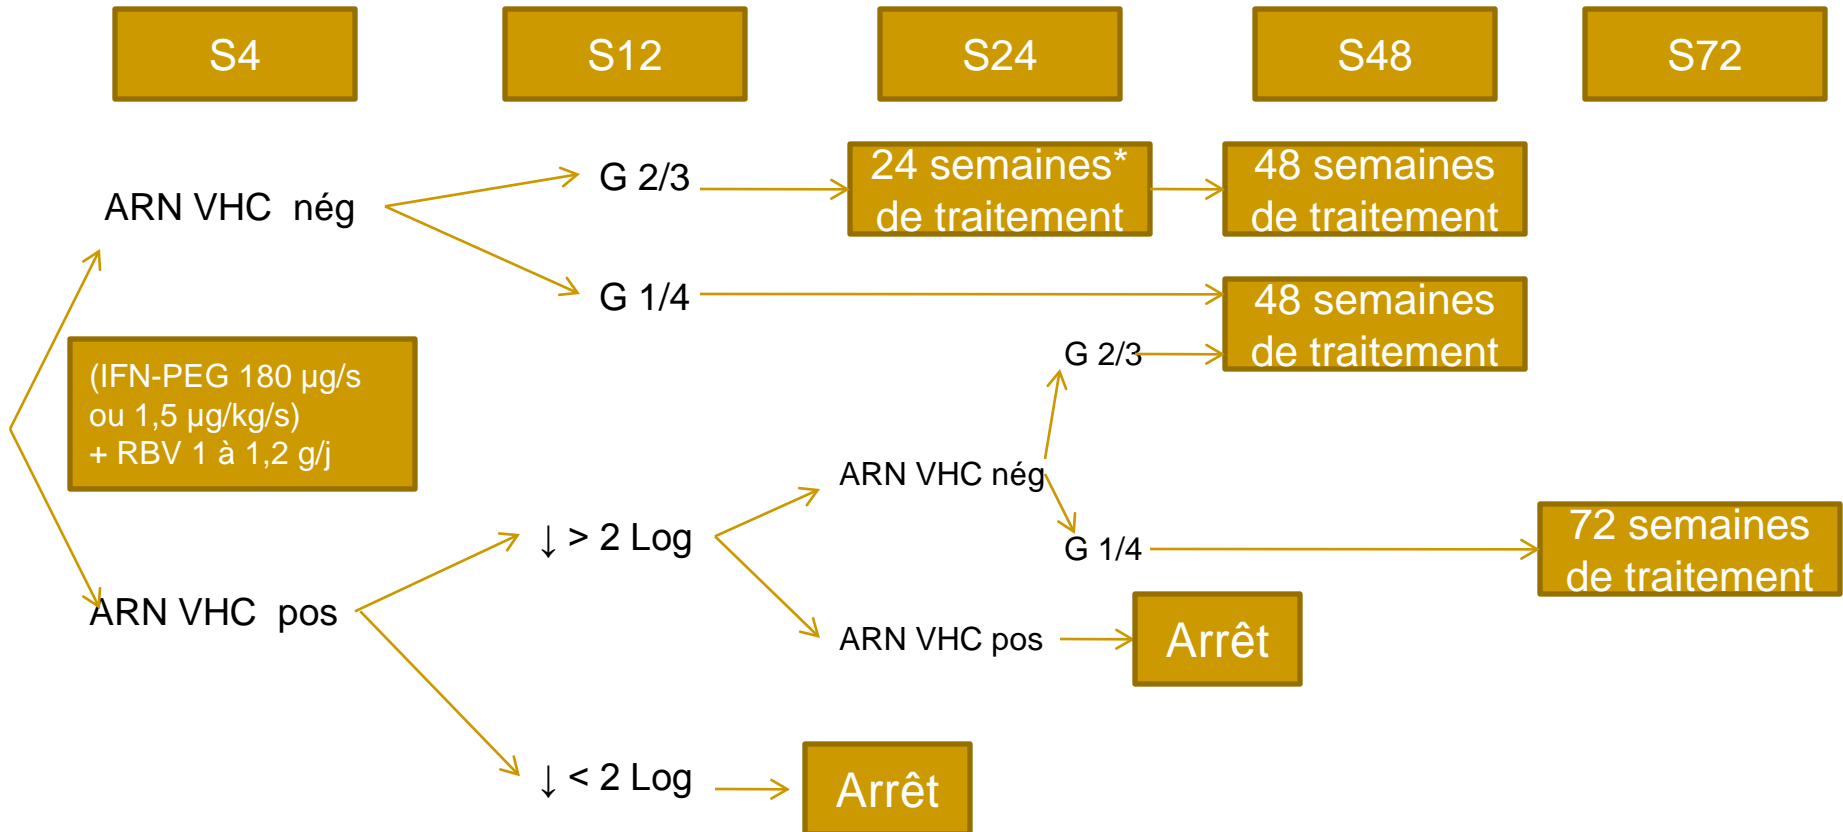 S4
S12
S24
S48
S72
ARN VHC nég
G 2/3
24 semaines*
de traitement
48 semaines
de traitement
G 1/4
48 semaines
de traitement
(IFN-PEG 180 µg/s
ou 1,5 µg/kg/s)
+ RBV 1 à 1,2 g/j
G 2/3
ARN VHC nég
G 1/4
72 semaines
de traitement
ARN VHC pos
↓ > 2 Log
ARN VHC pos
Arrêt
↓ < 2 Log
Arrêt